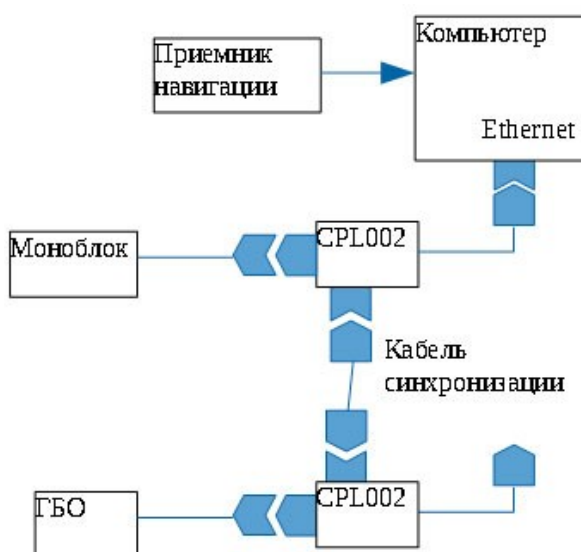 Приемник
навигации
Компьютер
Ethernet
Моноблок
CPL002
Кабель
синхронизации
ГБО
CPL002